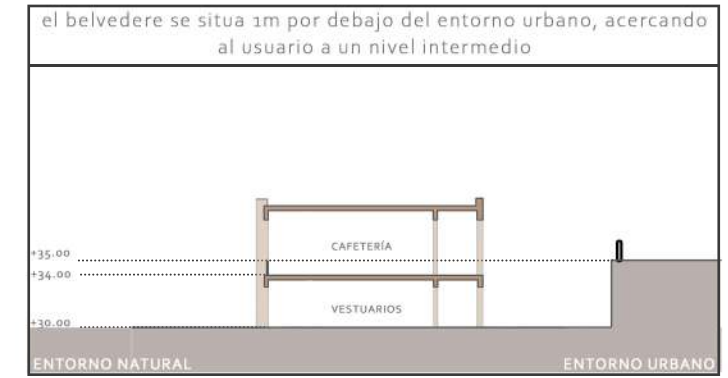 el belvedere se situa 1m por debajo del entorno urbano, acercando
al usuario a un nivel intermedio
CAFETERÍA
+35.00
+34.00
VESTUARIOS
+30.00
ENTORNO NATURAL
ENTORNO URBANO